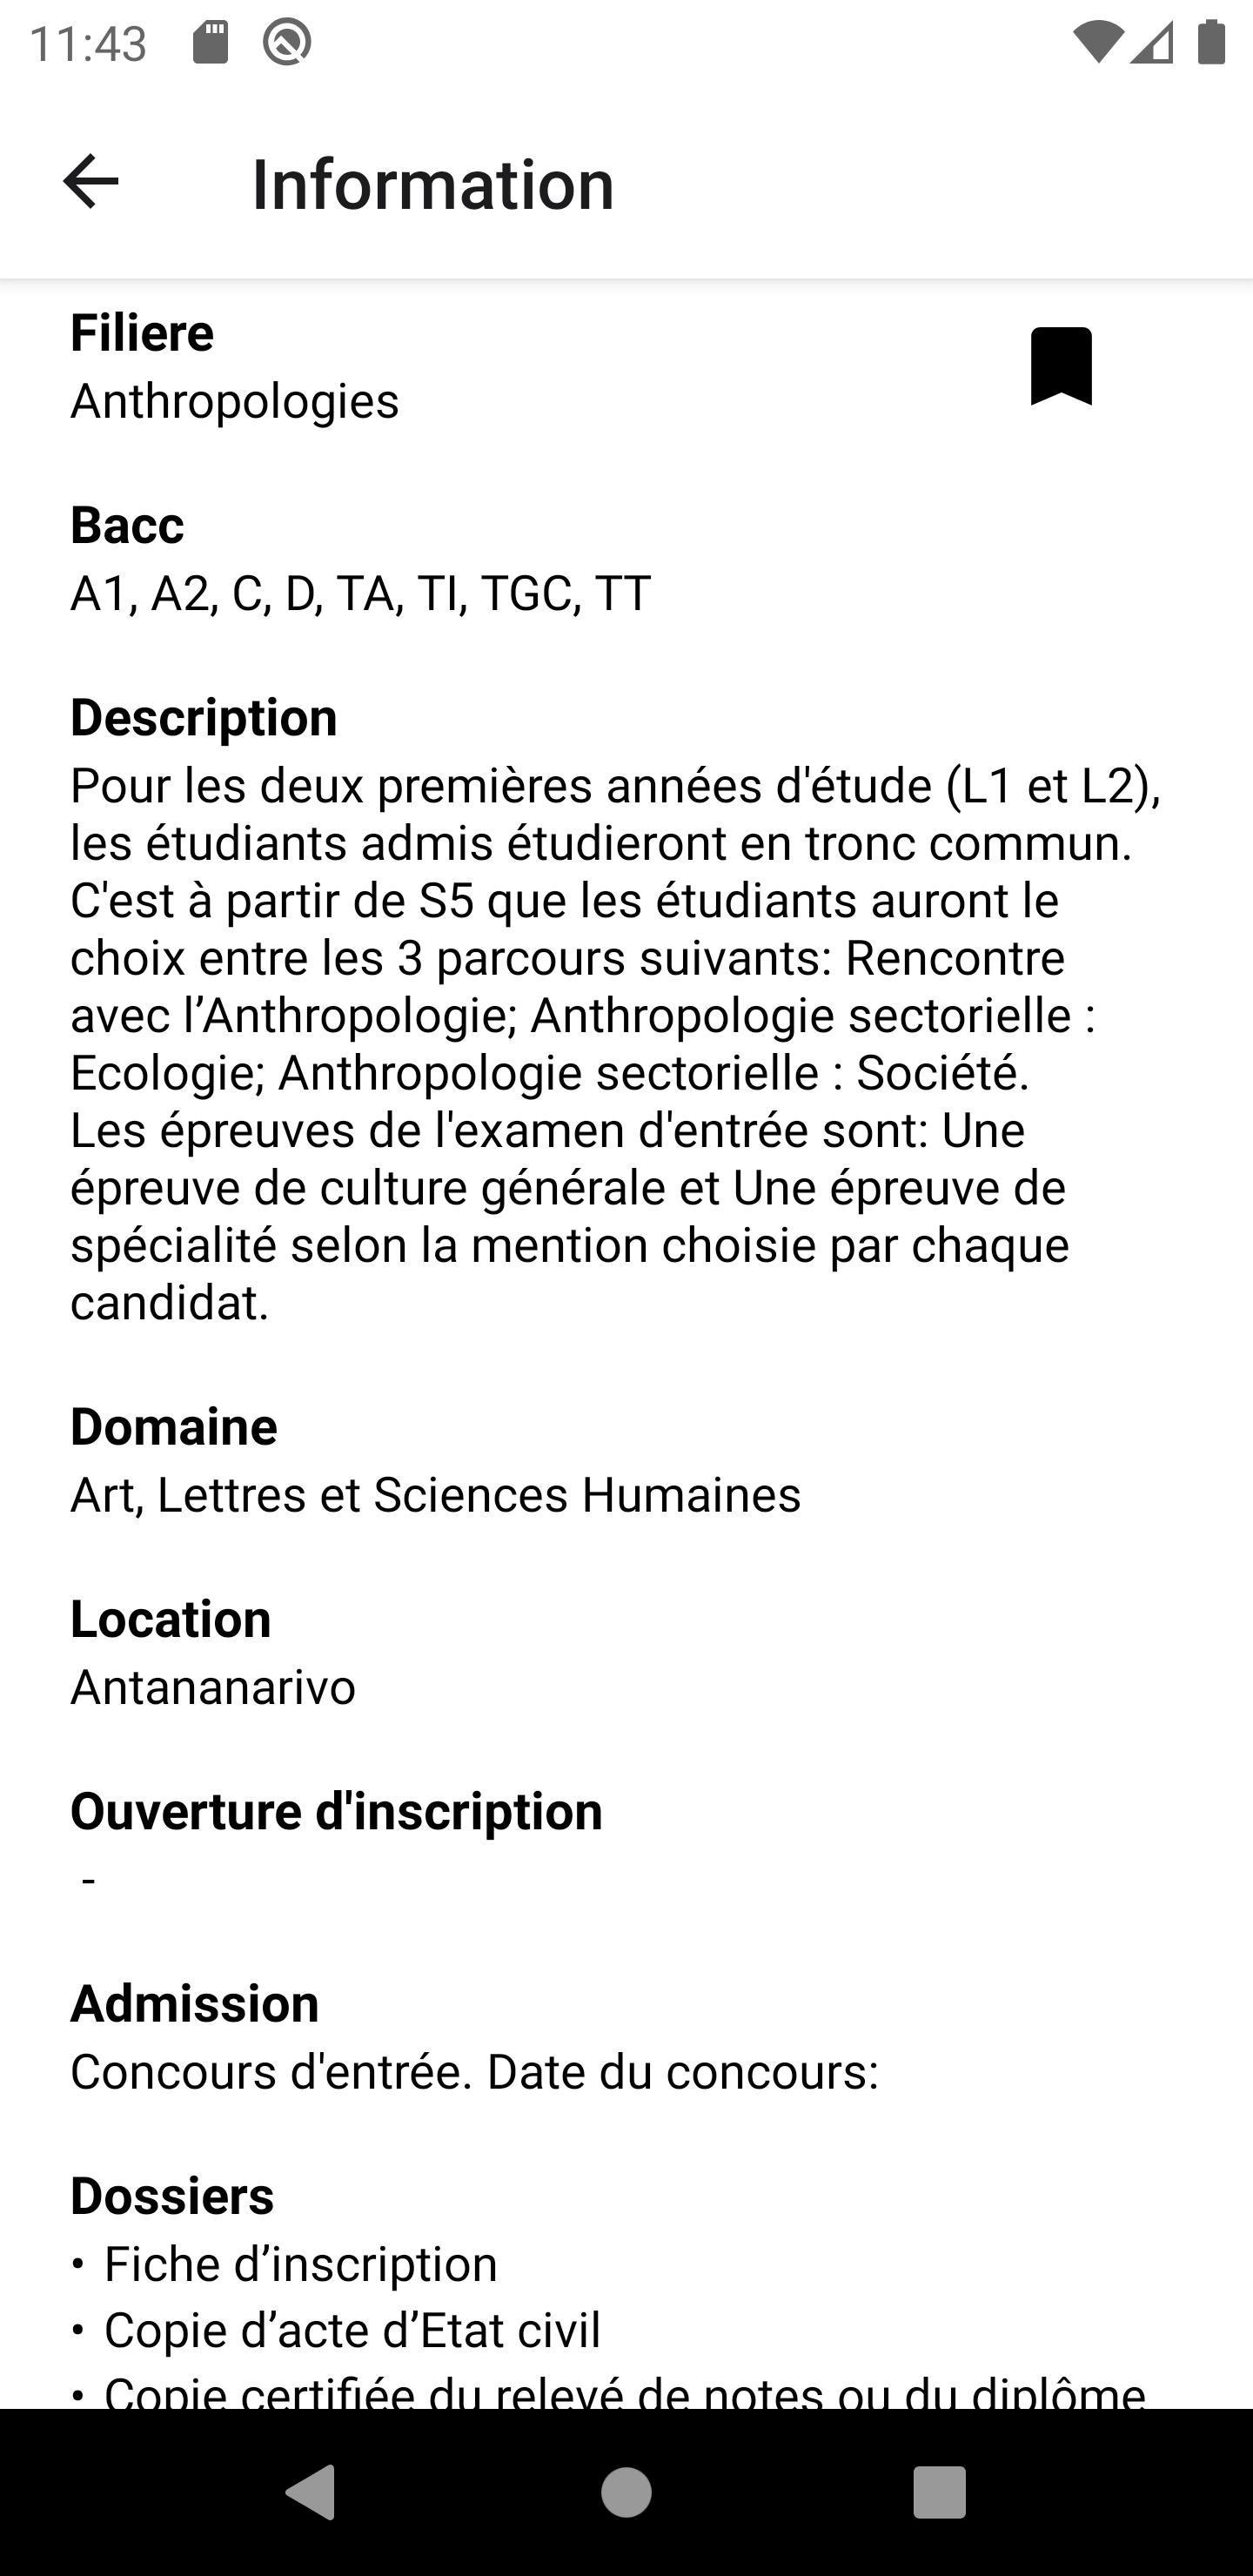 11:43
Information
Filiere
Anthropologies
Bacc
A1, A2, C, D, TA, TI, TGC, TT
Description
Pour les deux premières années d'étude (L1 et L2),
les étudiants admis étudieront en tronc commun.
C'est à partir de S5 que les étudiants auront le
choix entre les 3 parcours suivants: Rencontre
avec l’Anthropologie; Anthropologie sectorielle :
Ecologie; Anthropologie sectorielle : Société.
Les épreuves de l'examen d'entrée sont: Une
épreuve de culture générale et Une épreuve de
spécialité selon la mention choisie par chaque
candidat.
Domaine
Art, Lettres et Sciences Humaines
Location
Antananarivo
Ouverture d'inscription
-
Admission
Concours d'entrée. Date du concours:
Dossiers
• Fiche d’inscription
• Copie d’acte d’Etat civil
• Copie certifiée du relevé de notes ou du diplôme